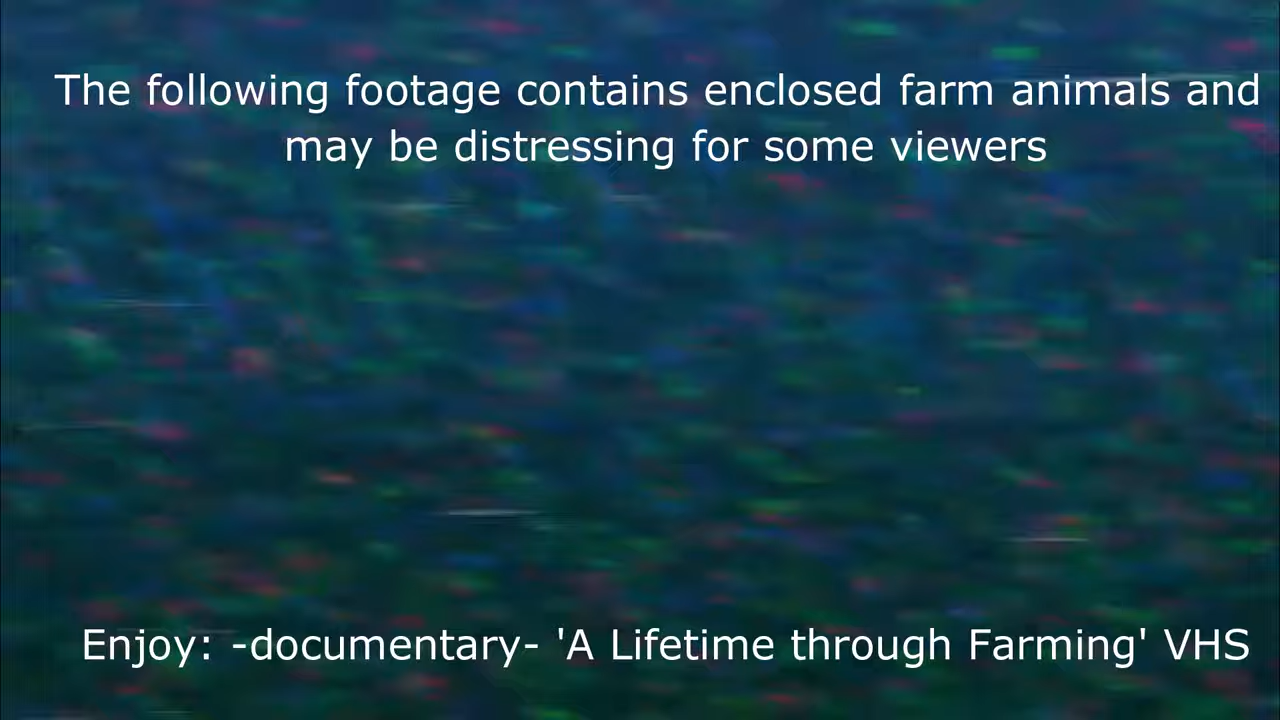 The following footage contains enclosed farm animals and
may be distressing for some viewers
Enjoy: -documentary- 'A Lifetime through Farming' VHS